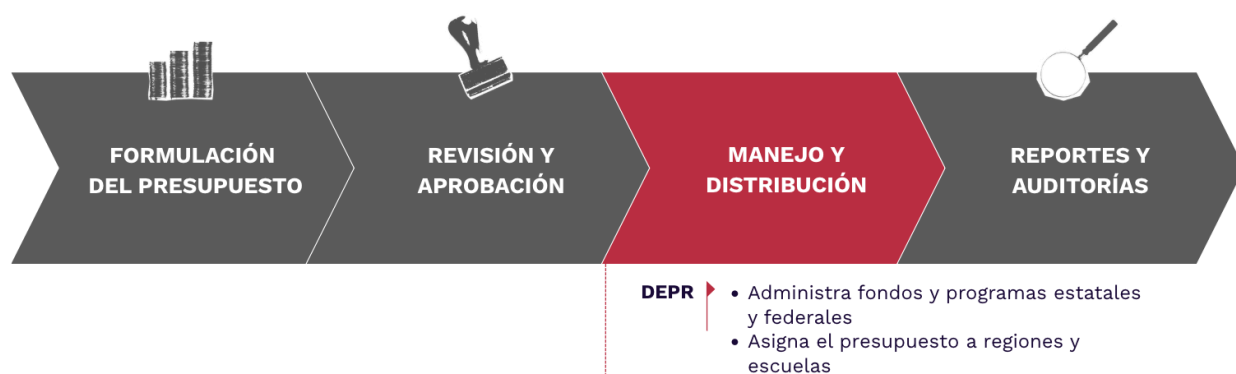 FORMULACIÓN
DEL PRESUPUESTO
REVISIÓN Y
APROBACIÓN
MANEJO Y
DISTRIBUCIÓN
REPORTES Y
AUDITORÍAS
DEPR
• Administra fondos y programas estatales
y federales
• Asigna el presupuesto a regiones y
escuelas